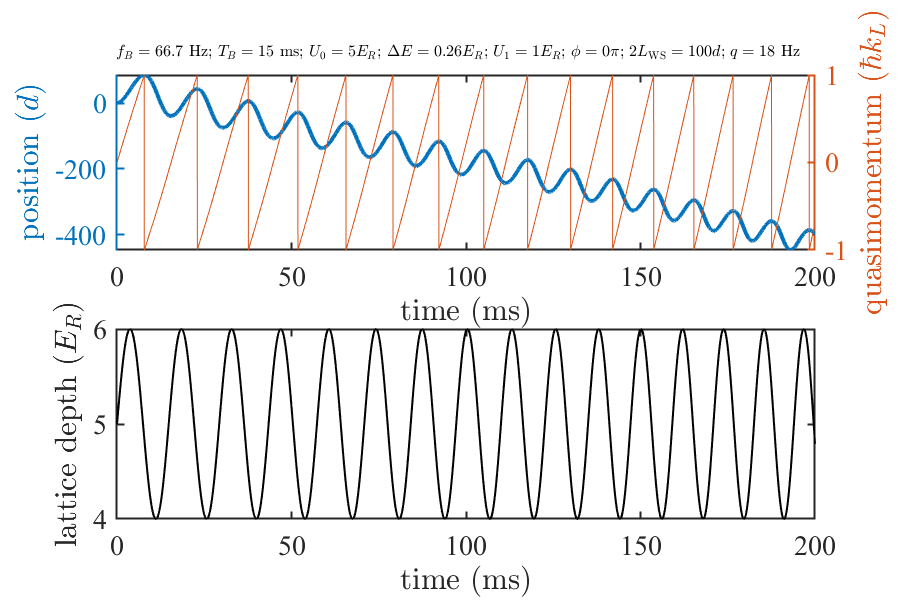 f_B = 66.7 Hz; T_B = 15 ms; U_0 = 5E_R; ΔE = 0.26E_R; U_1 = 1E_R; ϕ = 0π; 2L_WS = 100d; q = 18 Hz
position (d)
0
-200
-400
quasimomentum (ħk_L)
1
0
-1
0 50 100 150 200
time (ms)
lattice depth (E_R)
6
5
4
0 50 100 150 200
time (ms)